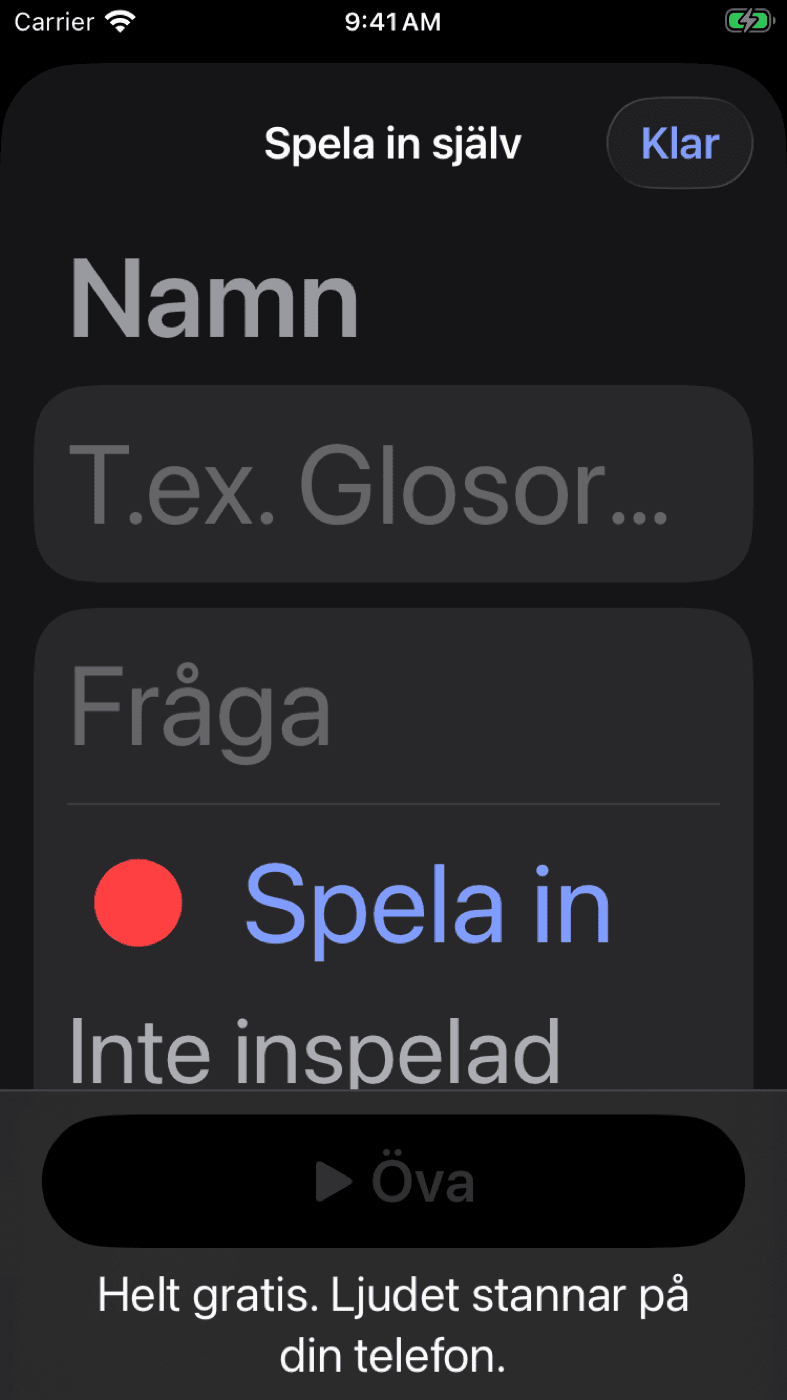 Carrier 9:41 AM
Spela in själv Klar
Namn
T.ex. Glosor...
Fråga
Spela in
Inte inspelad
Öva
Helt gratis. Ljudet stannar på
din telefon.